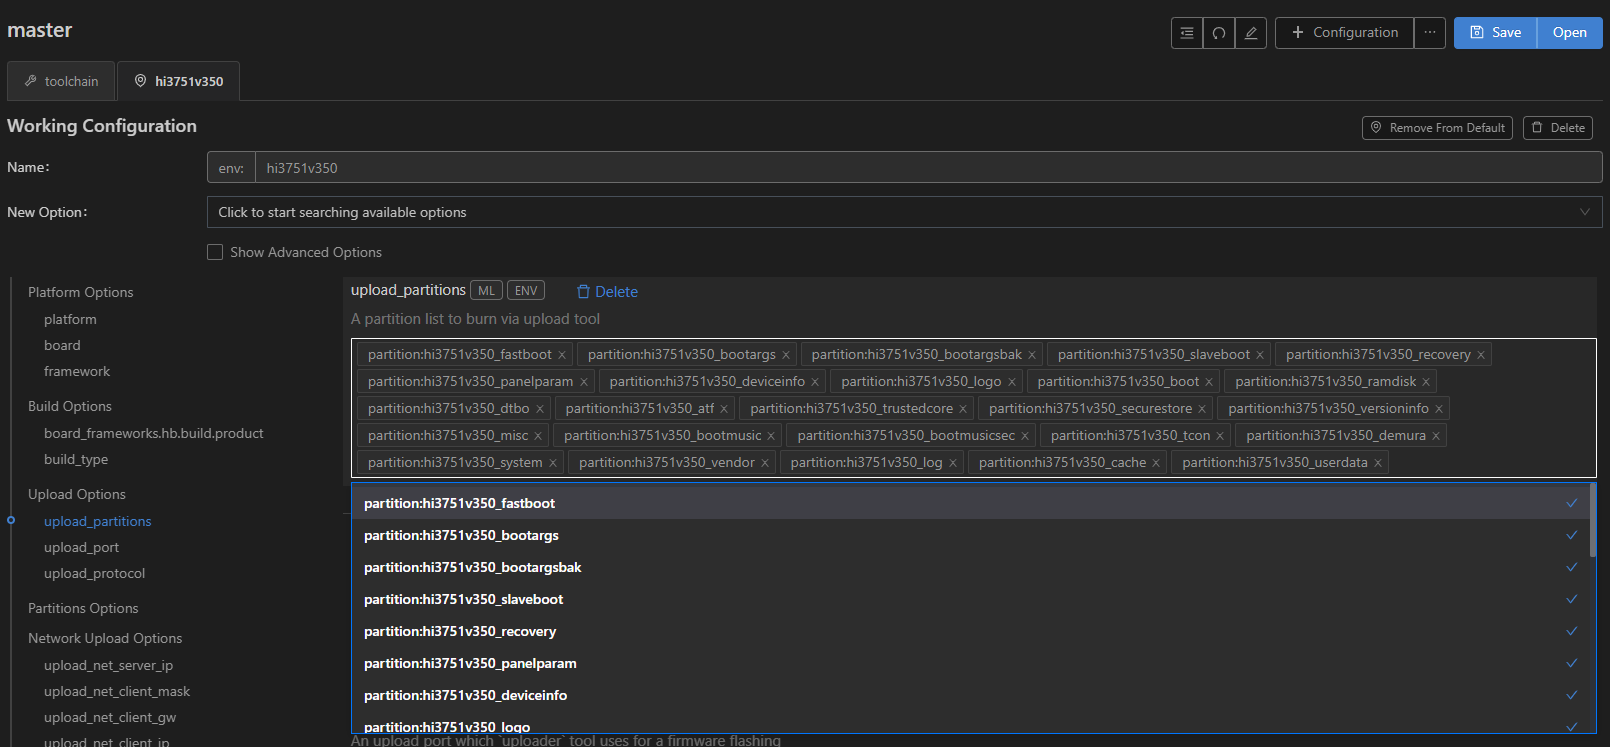 master
Configuration
···
Save
Open
toolchain
hi3751v350
Working Configuration
Remove From Default
Delete
Name:
env:
hi3751v350
New Option:
Click to start searching available options
Show Advanced Options
Platform Options
platform
board
framework
Build Options
board_frameworks.hb.build.product
build_type
Upload Options
upload_partitions
upload_port
upload_protocol
Partitions Options
Network Upload Options
upload_net_server_ip
upload_net_client_mask
upload_net_client_gw
upload_net_client_ip
upload_partitions ML ENV Delete
A partition list to burn via upload tool
partition:hi3751v350_fastboot × partition:hi3751v350_bootargs × partition:hi3751v350_bootargsbak × partition:hi3751v350_slaveboot × partition:hi3751v350_recovery ×
partition:hi3751v350_panelparam × partition:hi3751v350_deviceinfo × partition:hi3751v350_logo × partition:hi3751v350_boot × partition:hi3751v350_ramdisk ×
partition:hi3751v350_dtbo × partition:hi3751v350_atf × partition:hi3751v350_trustedcore × partition:hi3751v350_securestore × partition:hi3751v350_versioninfo ×
partition:hi3751v350_misc × partition:hi3751v350_bootmusic × partition:hi3751v350_bootmusicsec × partition:hi3751v350_tcon × partition:hi3751v350_demura ×
partition:hi3751v350_system × partition:hi3751v350_vendor × partition:hi3751v350_log × partition:hi3751v350_cache × partition:hi3751v350_userdata ×
partition:hi3751v350_fastboot
partition:hi3751v350_bootargs
partition:hi3751v350_bootargsbak
partition:hi3751v350_slaveboot
partition:hi3751v350_recovery
partition:hi3751v350_panelparam
partition:hi3751v350_deviceinfo
partition:hi3751v350_logo
An upload port which `uploader` tool uses for a firmware flashing